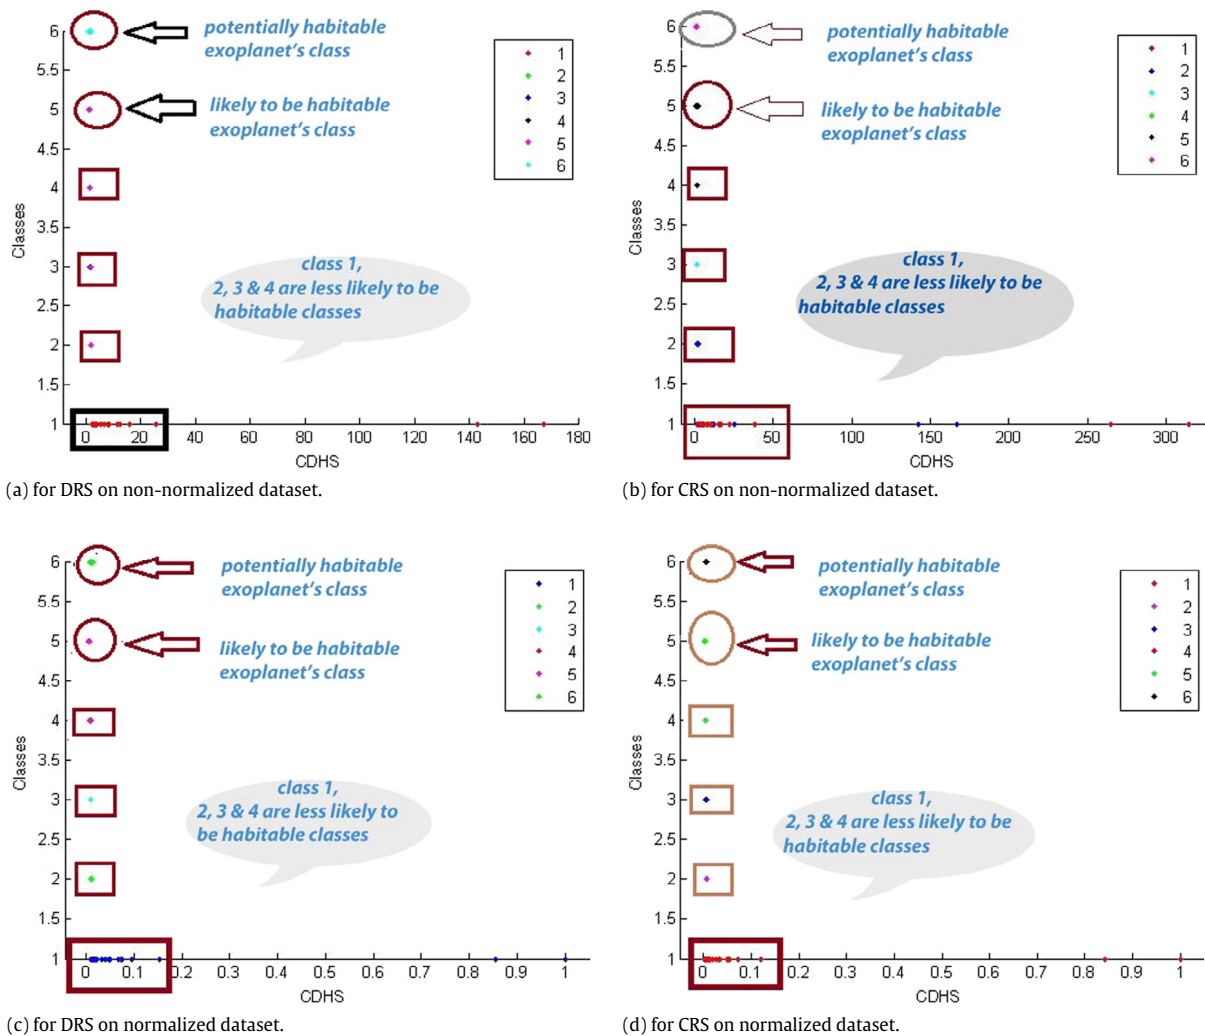 6
5.5
5
4.5
4
3.5
3
2.5
2
1.5
1
Classes
potentially habitable
exoplanet's class
likely to be habitable
exoplanet's class
1
2
3
4
5
6
class 1,
2, 3 & 4 are less likely to be
habitable classes
0 20 40 60 80 100 120 140 160 180
CDHS
(a) for DRS on non-normalized dataset.
6
5.5
5
4.5
4
3.5
3
2.5
2
1.5
1
Classes
potentially habitable
exoplanet's class
likely to be habitable
exoplanet's class
1
2
3
4
5
6
class 1,
2, 3 & 4 are less likely to be
habitable classes
0 50 100 150 200 250 300
CDHS
(b) for CRS on non-normalized dataset.
6
5.5
5
4.5
4
3.5
3
2.5
2
1.5
1
Classes
potentially habitable
exoplanet's class
likely to be habitable
exoplanet's class
1
2
3
4
5
6
class 1,
2, 3 & 4 are less likely to
be habitable classes
0 0.1 0.2 0.3 0.4 0.5 0.6 0.7 0.8 0.9 1
CDHS
(c) for DRS on normalized dataset.
6
5.5
5
4.5
4
3.5
3
2.5
2
1.5
1
Classes
potentially habitable
exoplanet's class
likely to be habitable
exoplanet's class
1
2
3
4
5
6
class 1,
2, 3 & 4 are less likely to be
habitable classes
0 0.1 0.2 0.3 0.4 0.5 0.6 0.7 0.8 0.9 1
CDHS
(d) for CRS on normalized dataset.